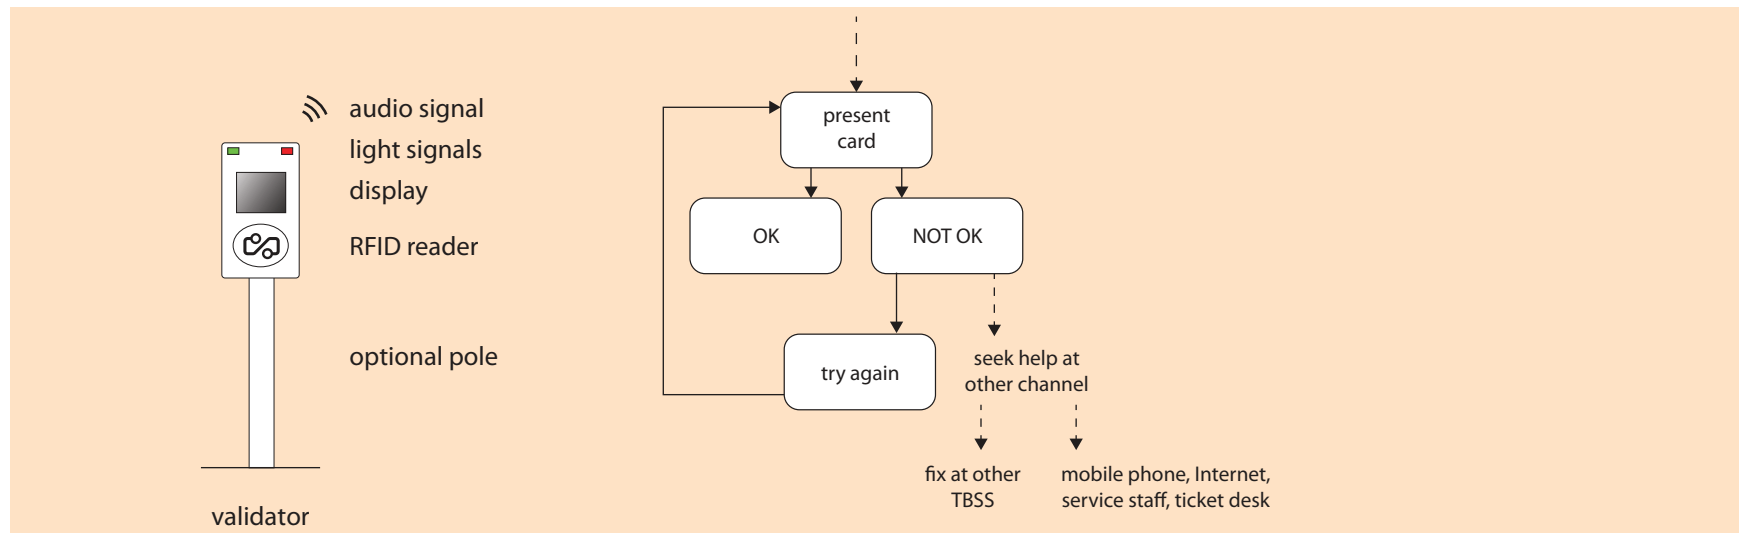 audio signal
light signals
display
RFID reader
optional pole
validator
present
card
OK
NOT OK
try again
seek help at
other channel
fix at other
TBSS
mobile phone, Internet,
service staff, ticket desk